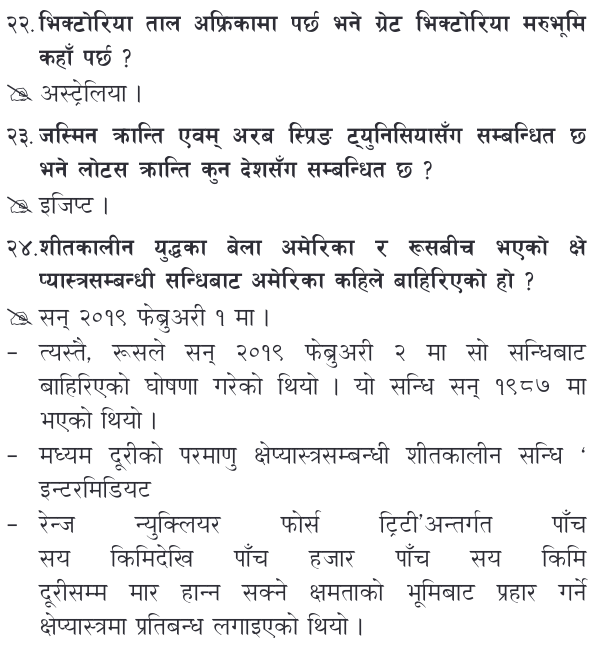 २२. भिक्टोरिया ताल अफ्रिकामा पर्छ भने ग्रेट भिक्टोरिया मरुभूमि
कहाँ पर्छ ?
अस्ट्रेलिया ।
२३. जस्मिन क्रान्ति एवम् अरब स्प्रिङ ट्युनिसियासँग सम्बन्धित छ
भने लोटस क्रान्ति कुन देशसँग सम्बन्धित छ ?
इजिप्ट ।
२४. शीतकालीन युद्धका बेला अमेरिका र रूसबीच भएको क्षे
प्यास्त्रसम्बन्धी सन्धिबाट अमेरिका कहिले बाहिरिएको हो ?
सन् २०१९ फेब्रुअरी १ मा ।
- त्यस्तै, रूसले सन् २०१९ फेब्रुअरी २ मा सो सन्धिबाट
बाहिरिएको घोषणा गरेको थियो । यो सन्धि सन् १९८७ मा
भएको थियो ।
- मध्यम दूरीको परमाणु क्षेप्यास्त्रसम्बन्धी शीतकालीन सन्धि ‘
इन्टरमिडियट
- रेन्ज न्युक्लियर फोर्स ट्रिटी’अन्तर्गत पाँच
सय किमिदेखि पाँच हजार पाँच सय किमि
दूरीसम्म मार हान्न सक्ने क्षमताको भूमिबाट प्रहार गर्ने
क्षेप्यास्त्रमा प्रतिबन्ध लगाइएको थियो ।